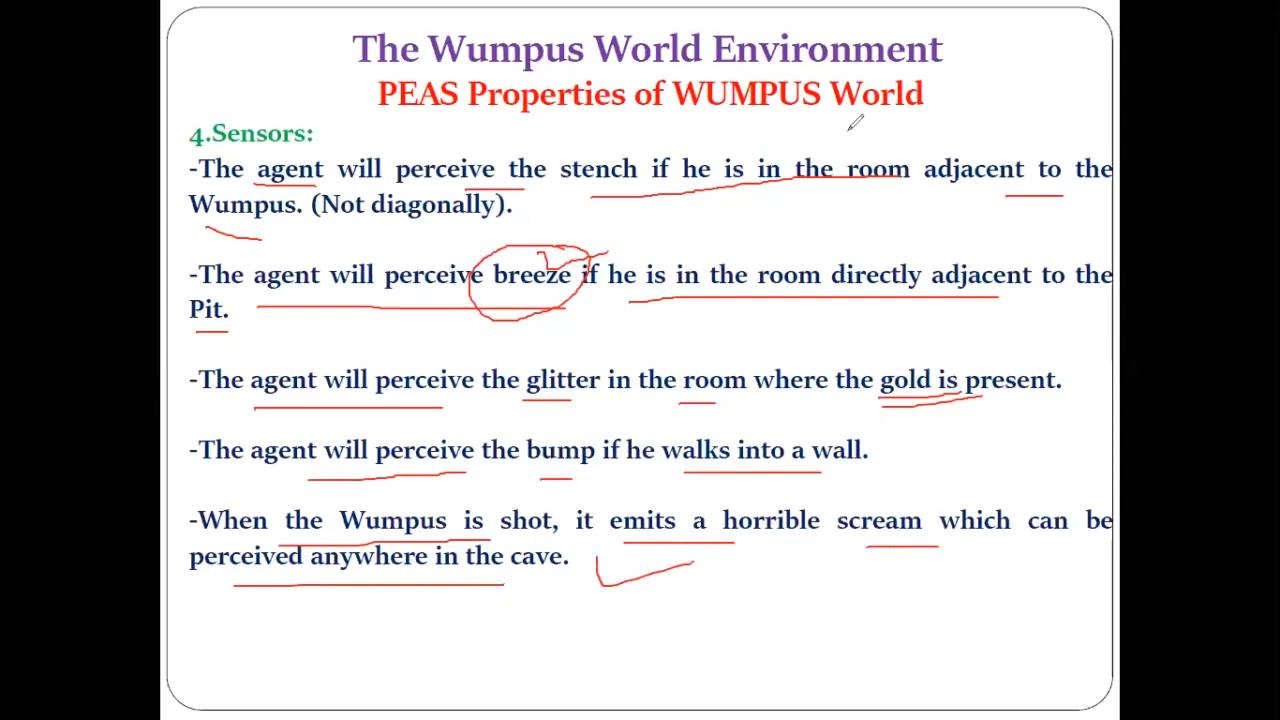 The Wumpus World Environment
PEAS Properties of WUMPUS World
4.Sensors:
-The agent will perceive the stench if he is in the room adjacent to the
Wumpus. (Not diagonally).
-The agent will perceive breeze if he is in the room directly adjacent to the
Pit.
-The agent will perceive the glitter in the room where the gold is present.
-The agent will perceive the bump if he walks into a wall.
-When the Wumpus is shot, it emits a horrible scream which can be
perceived anywhere in the cave.